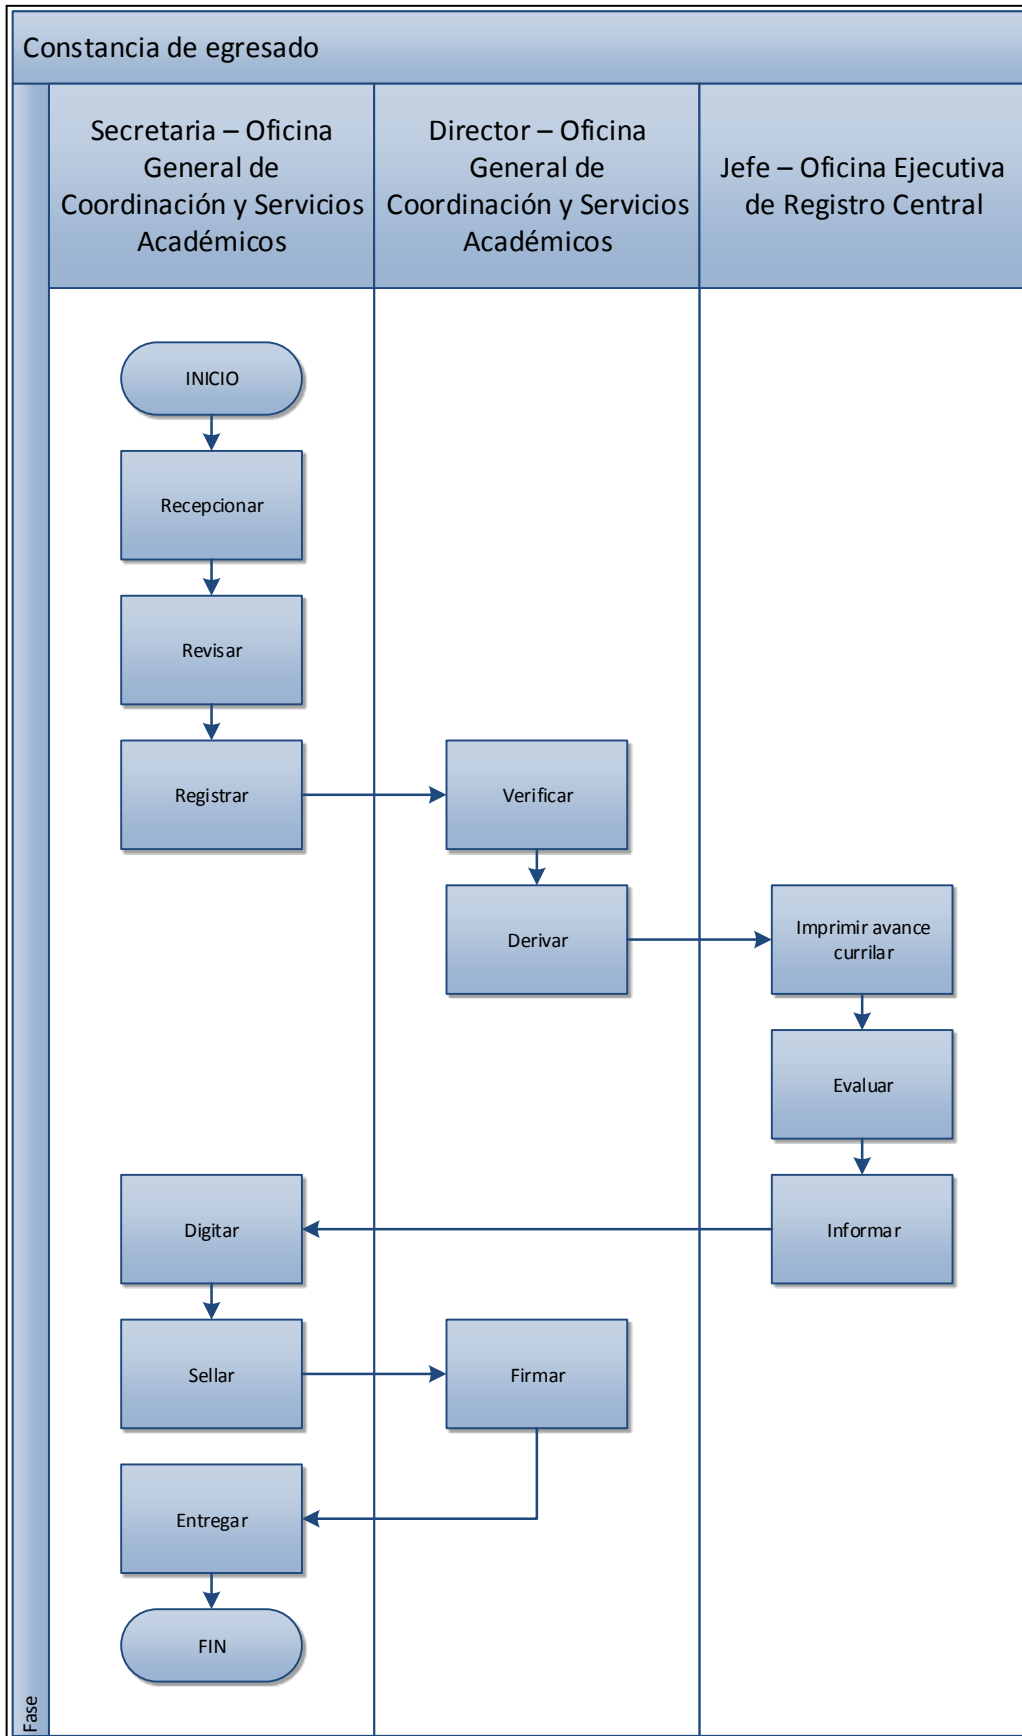 Constancia de egresado
Secretaria – Oficina
General de
Coordinación y Servicios
Académicos
Director – Oficina
General de
Coordinación y Servicios
Académicos
Jefe – Oficina Ejecutiva
de Registro Central
INICIO
Recepcionar
Revisar
Registrar
Verificar
Derivar
Imprimir avance
currilar
Evaluar
Informar
Digitar
Sellar
Firmar
Entregar
FIN
Fase